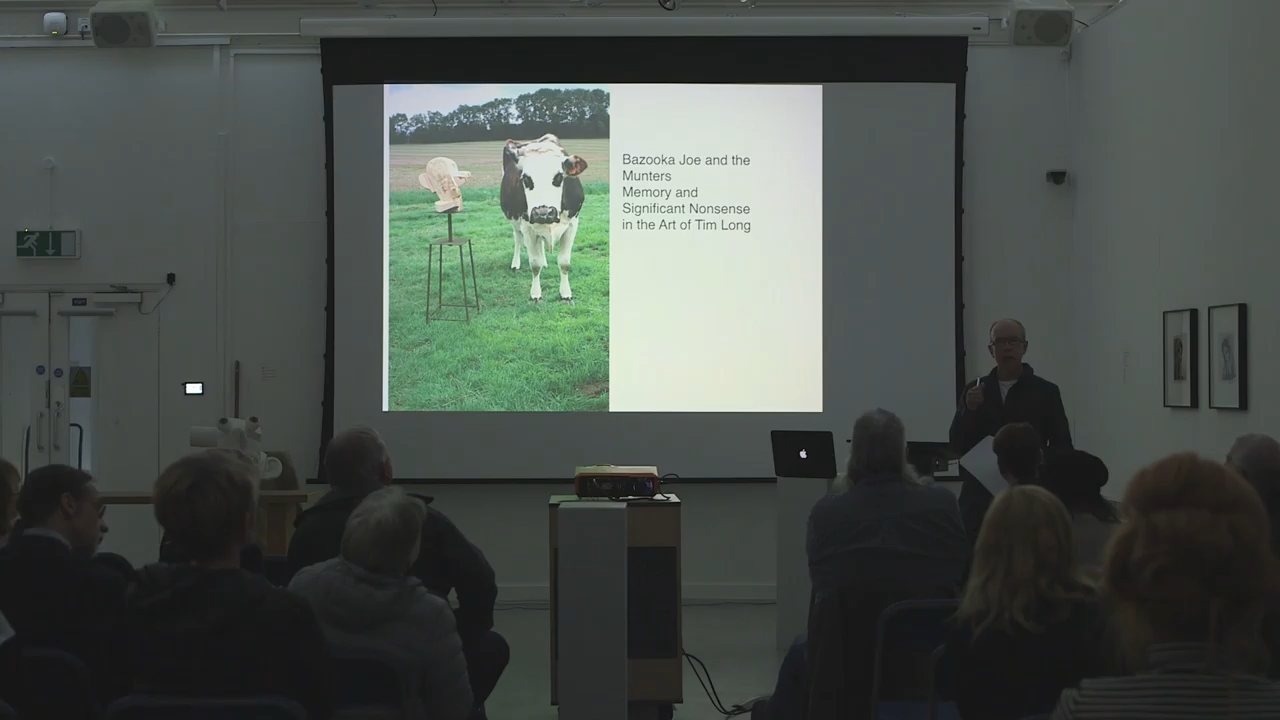 Bazooka Joe and the
Munters
Memory and
Significant Nonsense
in the Art of Tim Long